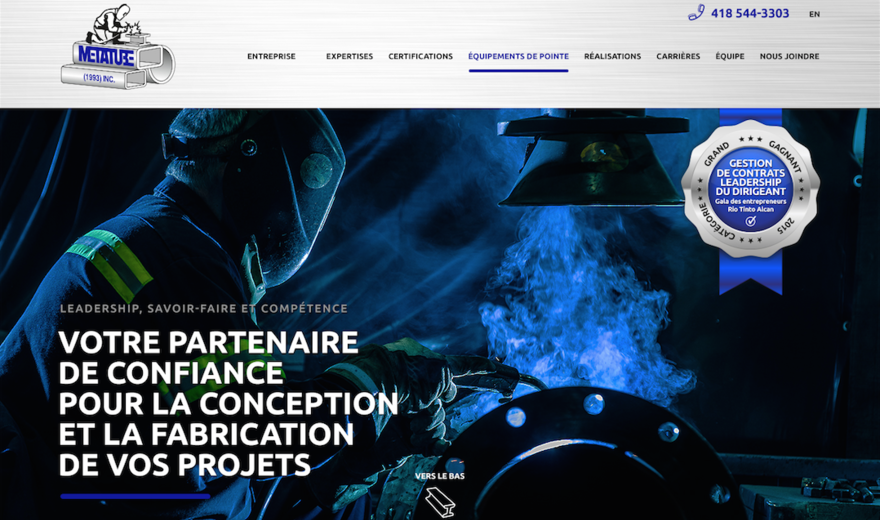 418 544-3303
EN
METATUBE
(1993) INC.
ENTREPRISE
EXPERTISES
CERTIFICATIONS
ÉQUIPEMENTS DE POINTE
RÉALISATIONS
CARRIÈRES
ÉQUIPE
NOUS JOINDRE
GRAND GAGNANT
GESTION
DE CONTRATS
LEADERSHIP
DU DIRIGEANT
Gala des entrepreneurs
Rio Tinto Alcan
CATÉGORIE 2015
LEADERSHIP, SAVOIR-FAIRE ET COMPÉTENCE
VOTRE PARTENAIRE
DE CONFIANCE
POUR LA CONCEPTION
ET LA FABRICATION
DE VOS PROJETS
VERS LE BAS